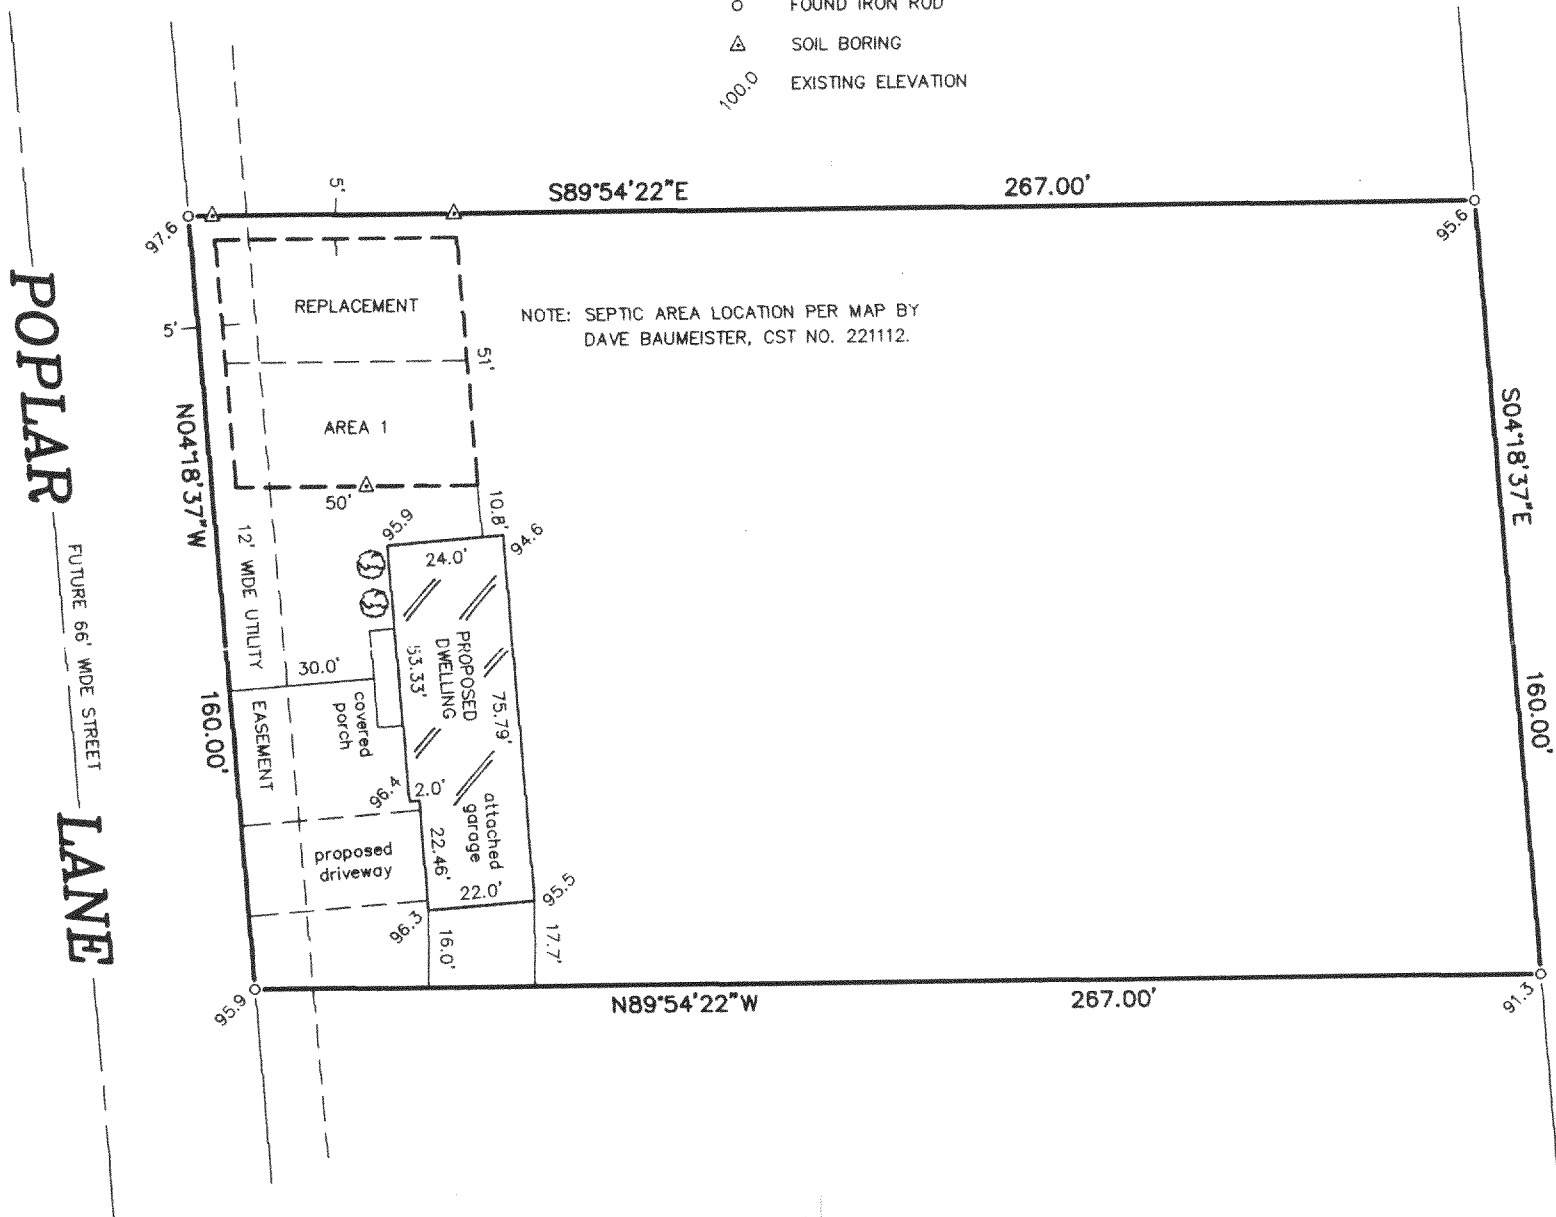 FOUND IRON ROD
SOIL BORING
100.0 EXISTING ELEVATION
S89°54'22"E 267.00'
97.6
95.6
5'
REPLACEMENT
5'
51'
AREA 1
50'
NOTE: SEPTIC AREA LOCATION PER MAP BY
DAVE BAUMEISTER, CST NO. 221112.
N04°18'37"W
160.00'
S04°18'37"E
160.00'
POPLAR LANE
FUTURE 66' WIDE STREET
12' WIDE UTILITY
EASEMENT
10.8'
95.9
94.6
24.0'
PROPOSED
DWELLING
53.33'
75.79'
30.0'
covered
porch
96.4
2.0'
attached
garage
22.46'
proposed
driveway
22.0'
95.5
96.3
16.0'
17.7'
95.9
N89°54'22"W 267.00'
91.3